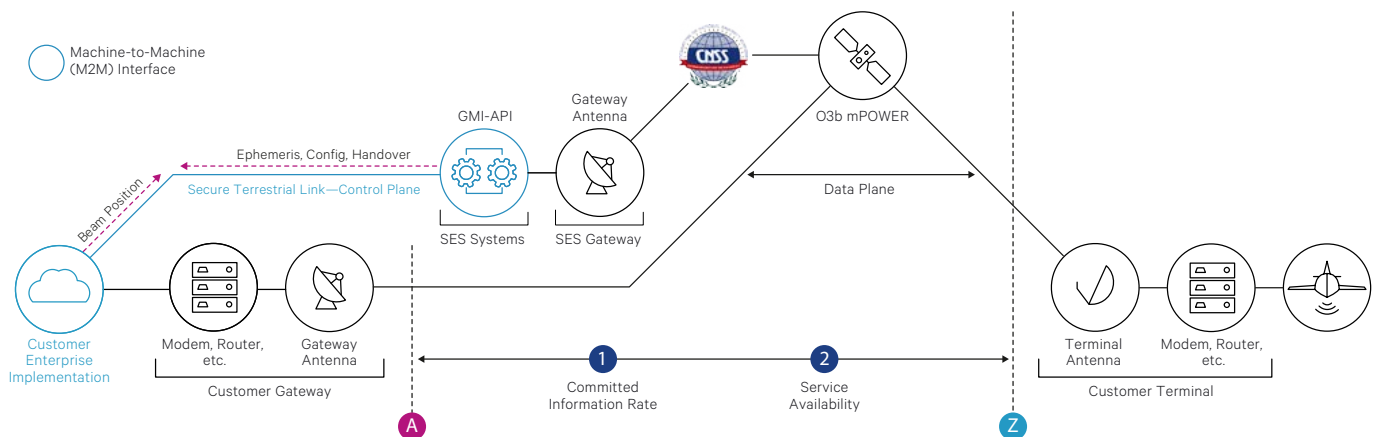 Machine-to-Machine
(M2M) Interface
CNSS
O3b mPOWER
Gateway
Antenna
GMI-API
Ephemeris, Config, Handover
Secure Terrestrial Link—Control Plane
Beam Position
Data Plane
SES Systems
SES Gateway
Customer
Enterprise
Implementation
Modem, Router,
etc.
Gateway
Antenna
Customer Gateway
1
Committed
Information Rate
2
Service
Availability
Terminal
Antenna
Modem, Router,
etc.
Customer Terminal
A
Z